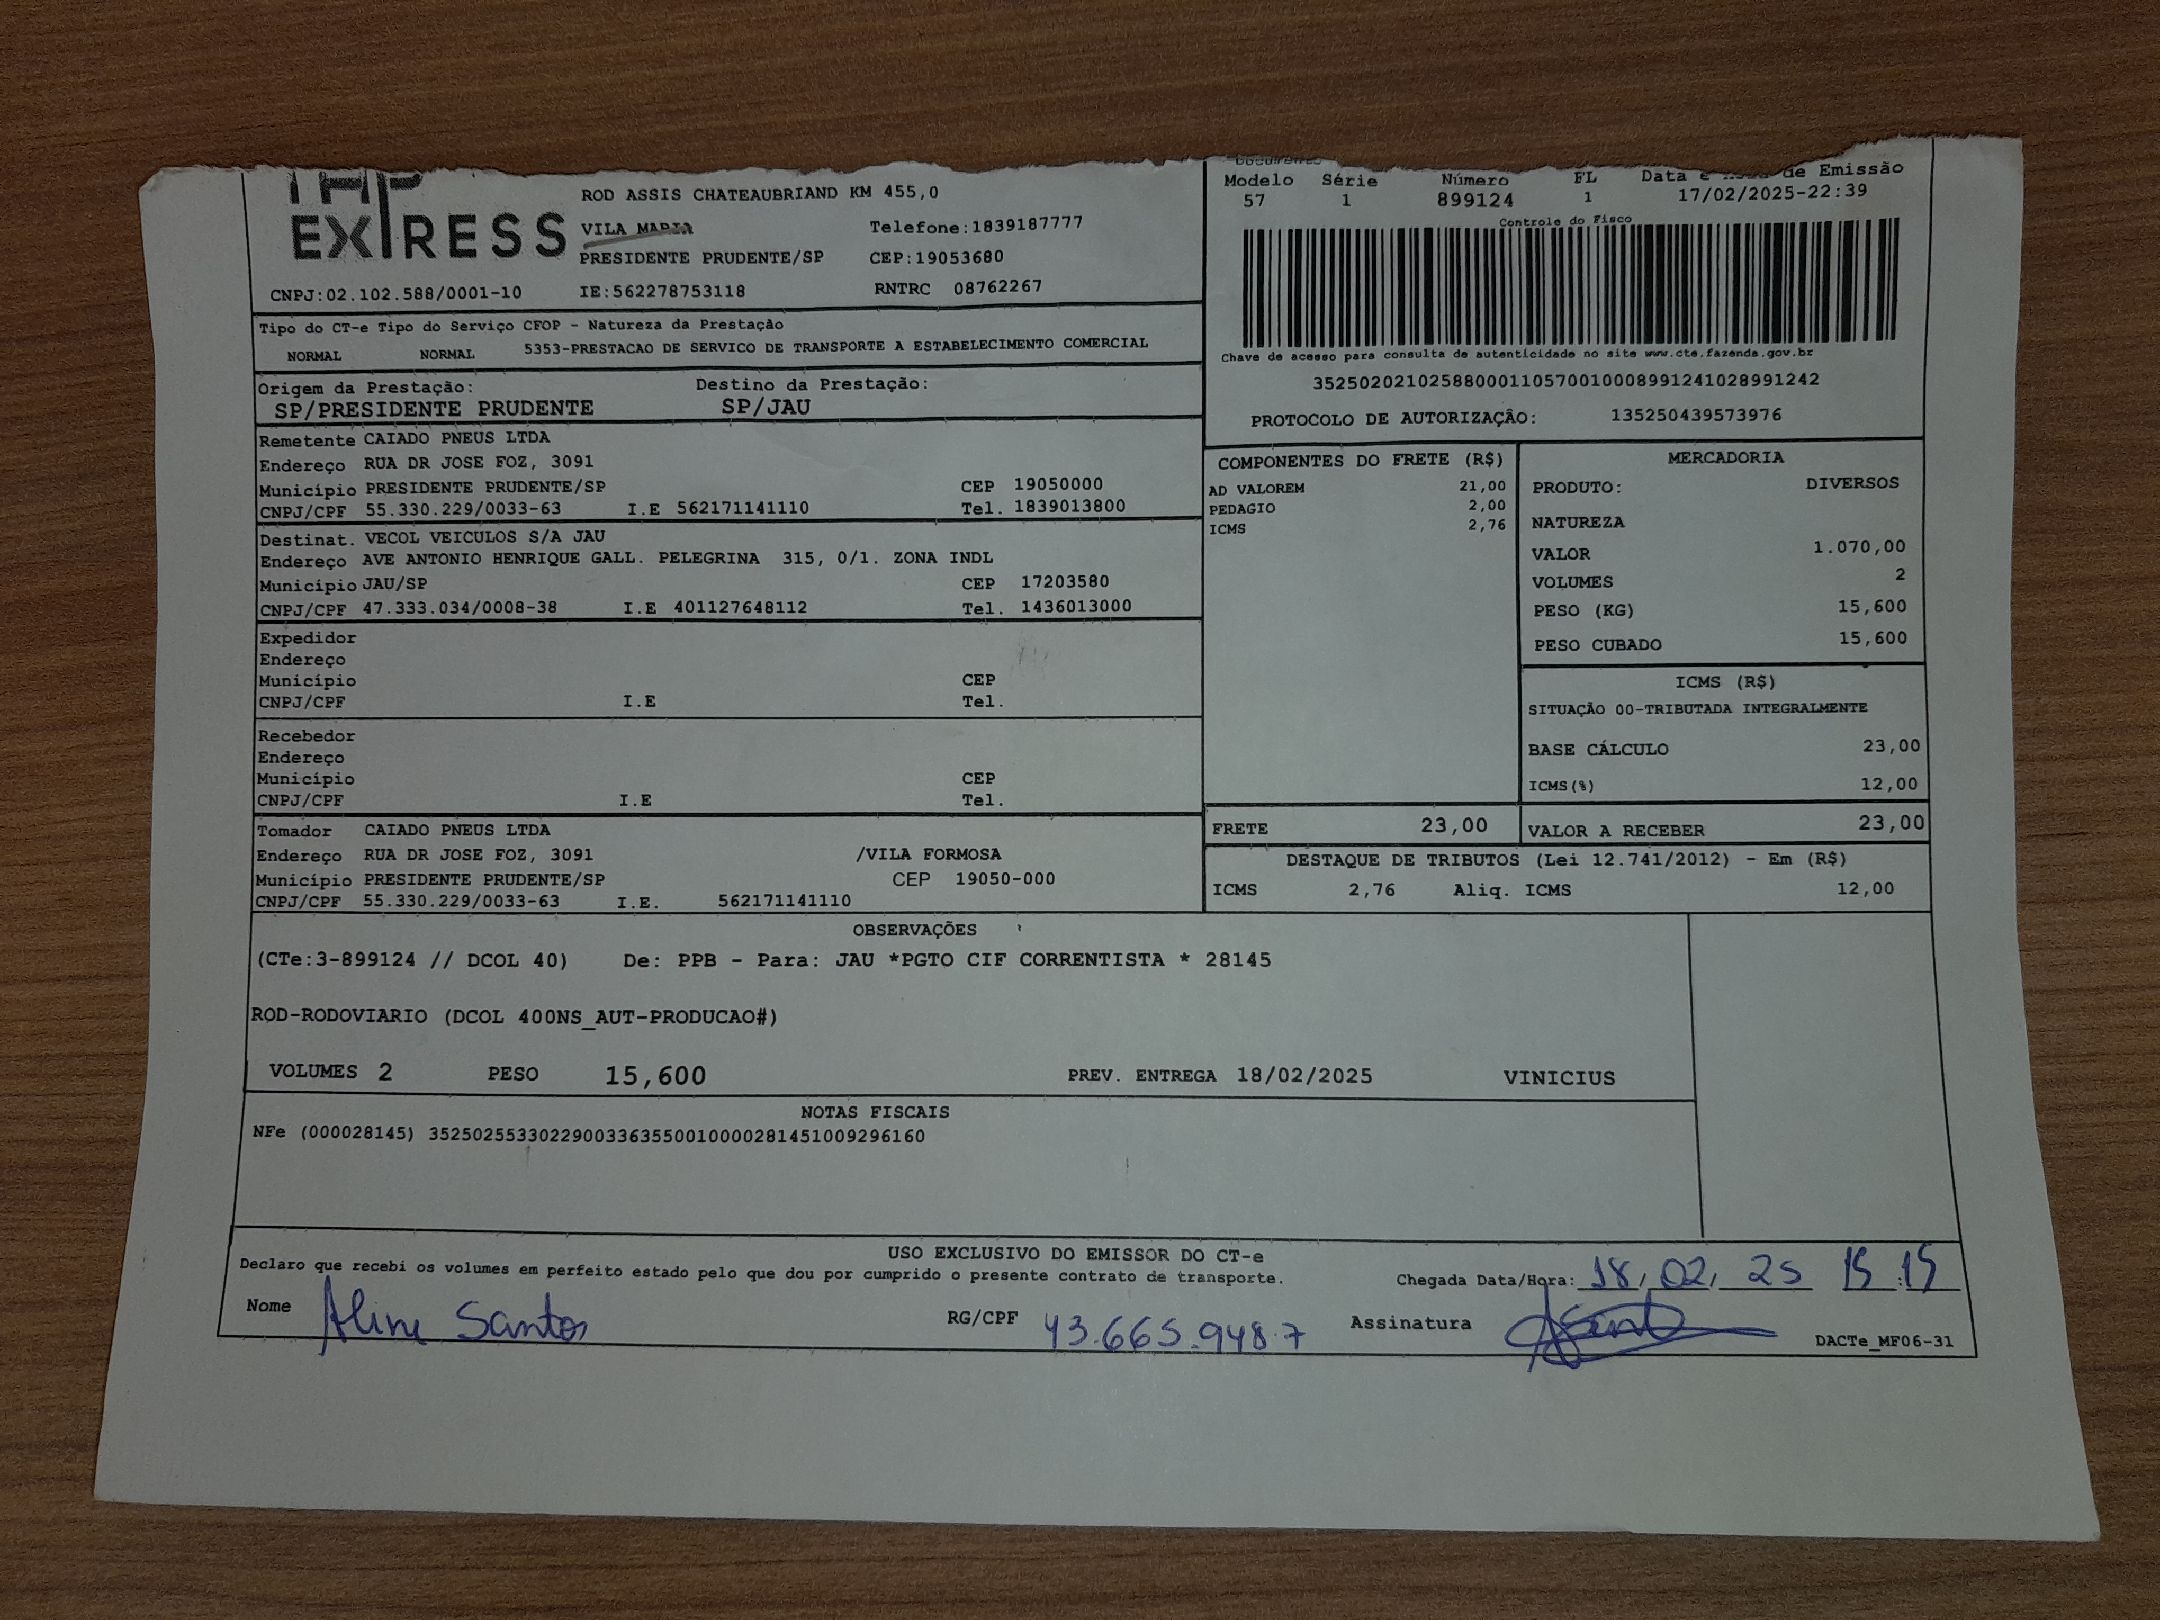 EXPRESS
ROD ASSIS CHATEAUBRIAND KM 455,0
VILA MARIA Telefone:1839187777
PRESIDENTE PRUDENTE/SP CEP:19053680
CNPJ:02.102.588/0001-10 IE:562278753118 RNTRC 08762267
Documento
Modelo Série Número FL Data e de Emissão
57 1 899124 1 17/02/2025-22:39
Controle do Fisco
Chave de acesso para consulta de autenticidade no site www.cte.fazenda.gov.br
35250202102588000110570010008991241028991242
PROTOCOLO DE AUTORIZAÇÃO: 135250439573976
Tipo do CT-e Tipo do Serviço CFOP - Natureza da Prestação
NORMAL NORMAL 5353-PRESTACAO DE SERVICO DE TRANSPORTE A ESTABELECIMENTO COMERCIAL
Origem da Prestação: Destino da Prestação:
SP/PRESIDENTE PRUDENTE SP/JAU
Remetente CAIADO PNEUS LTDA
Endereço RUA DR JOSE FOZ, 3091
Município PRESIDENTE PRUDENTE/SP CEP 19050000
CNPJ/CPF 55.330.229/0033-63 I.E 562171141110 Tel. 1839013800
Destinat. VECOL VEICULOS S/A JAU
Endereço AVE ANTONIO HENRIQUE GALL. PELEGRINA 315, 0/1. ZONA INDL
Município JAU/SP CEP 17203580
CNPJ/CPF 47.333.034/0008-38 I.E 401127648112 Tel. 1436013000
Expedidor
Endereço
Município CEP
CNPJ/CPF I.E Tel.
Recebedor
Endereço
Município CEP
CNPJ/CPF I.E Tel.
Tomador CAIADO PNEUS LTDA
Endereço RUA DR JOSE FOZ, 3091 /VILA FORMOSA
Município PRESIDENTE PRUDENTE/SP CEP 19050-000
CNPJ/CPF 55.330.229/0033-63 I.E. 562171141110
COMPONENTES DO FRETE (R$)
AD VALOREM 21,00
PEDAGIO 2,00
ICMS 2,76
MERCADORIA
PRODUTO: DIVERSOS
NATUREZA
VALOR 1.070,00
VOLUMES 2
PESO (KG) 15,600
PESO CUBADO 15,600
ICMS (R$)
SITUAÇÃO 00-TRIBUTADA INTEGRALMENTE
BASE CÁLCULO 23,00
ICMS(%) 12,00
FRETE 23,00 VALOR A RECEBER 23,00
DESTAQUE DE TRIBUTOS (Lei 12.741/2012) - Em (R$)
ICMS 2,76 Aliq. ICMS 12,00
OBSERVAÇÕES
(CTe:3-899124 // DCOL 40) De: PPB - Para: JAU *PGTO CIF CORRENTISTA * 28145
ROD-RODOVIARIO (DCOL 400NS_AUT-PRODUCAO#)
VOLUMES 2 PESO 15,600 PREV. ENTREGA 18/02/2025 VINICIUS
NOTAS FISCAIS
NFe (000028145) 35250255330229003363550010000281451009296160
USO EXCLUSIVO DO EMISSOR DO CT-e
Declaro que recebi os volumes em perfeito estado pelo que dou por cumprido o presente contrato de transporte. Chegada Data/Hora: 18/02/25 15:15
Nome Aline Santos RG/CPF 43.665.948-7 Assinatura
DACTe_MF06-31